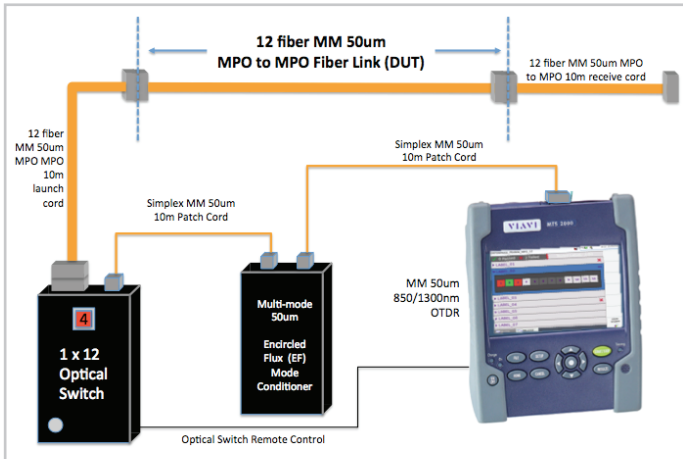 12 fiber MM 50um
MPO to MPO Fiber Link (DUT)
12 fiber MM 50um MPO
to MPO 10m receive cord
12 fiber
MM 50um
MPO MPO
10m
launch
cord
Simplex MM 50um
10m Patch Cord
Simplex MM 50um
10m Patch Cord
VIAVI
MTS 2000
MM 50um
850/1300nm
OTDR
4
1 x 12
Optical
Switch
Multi-mode
50um
Encircled
Flux (EF)
Mode
Conditioner
Optical Switch Remote Control